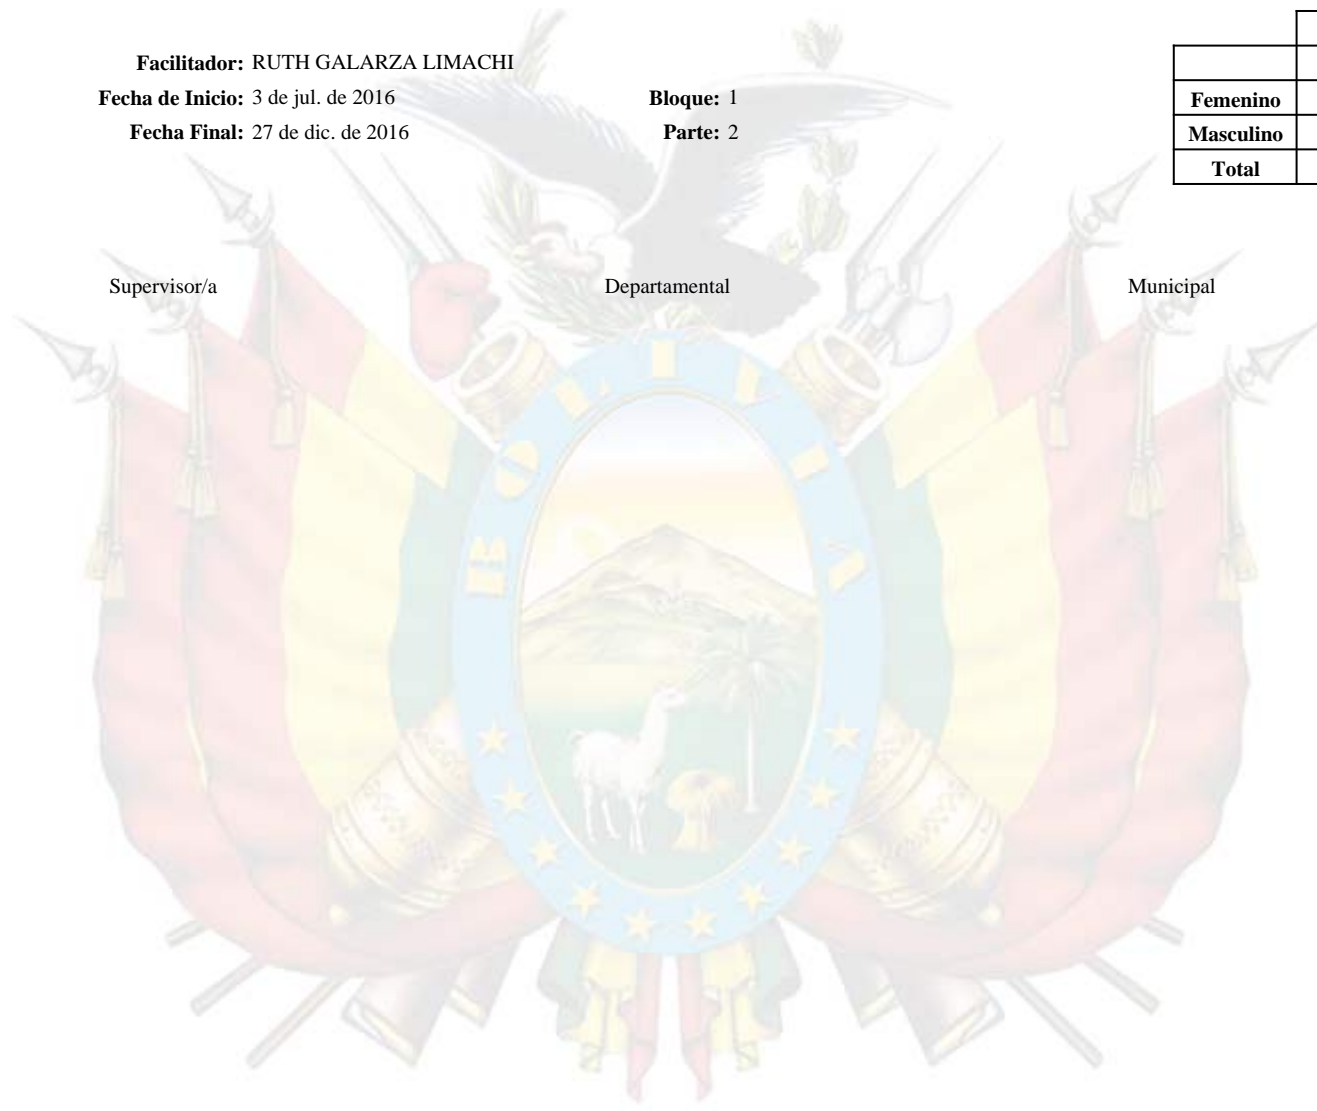 Facilitador: RUTH GALARZA LIMACHI
Fecha de Inicio: 3 de jul. de 2016 Bloque: 1
Fecha Final: 27 de dic. de 2016 Parte: 2
Femenino
Masculino
Total
Supervisor/a Departamental Municipal
BOLIVIA